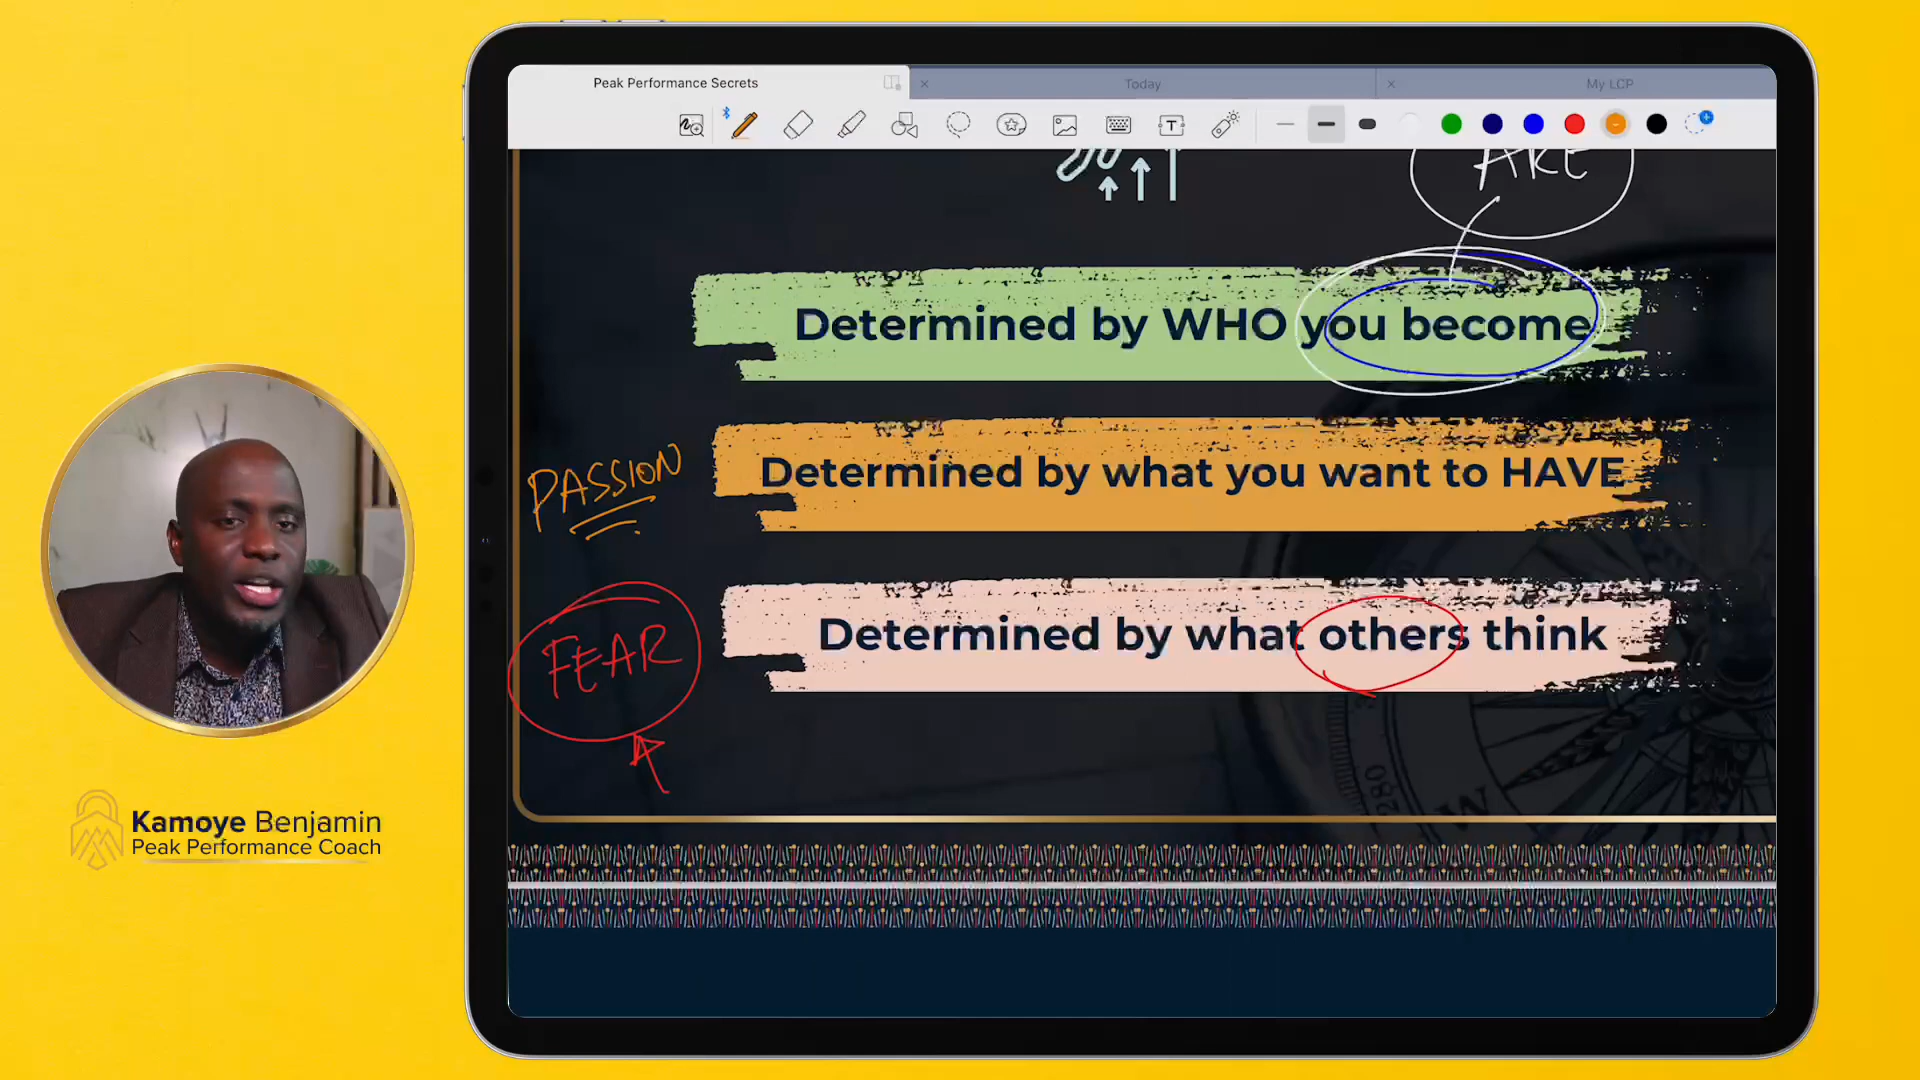 Peak Performance Secrets
Today
My LCP
ARE
Determined by WHO you become
PASSION
Determined by what you want to HAVE
FEAR
Determined by what others think
280
W
Kamoye Benjamin
Peak Performance Coach